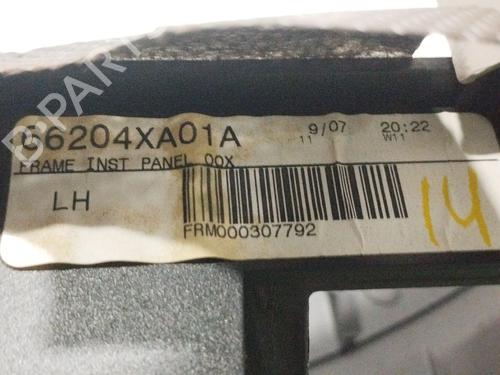 66204XA01A 9/07 20:22
11 W11
FRAME INST PANEL 00X
LH
FRM000307792
14
B-PARTS